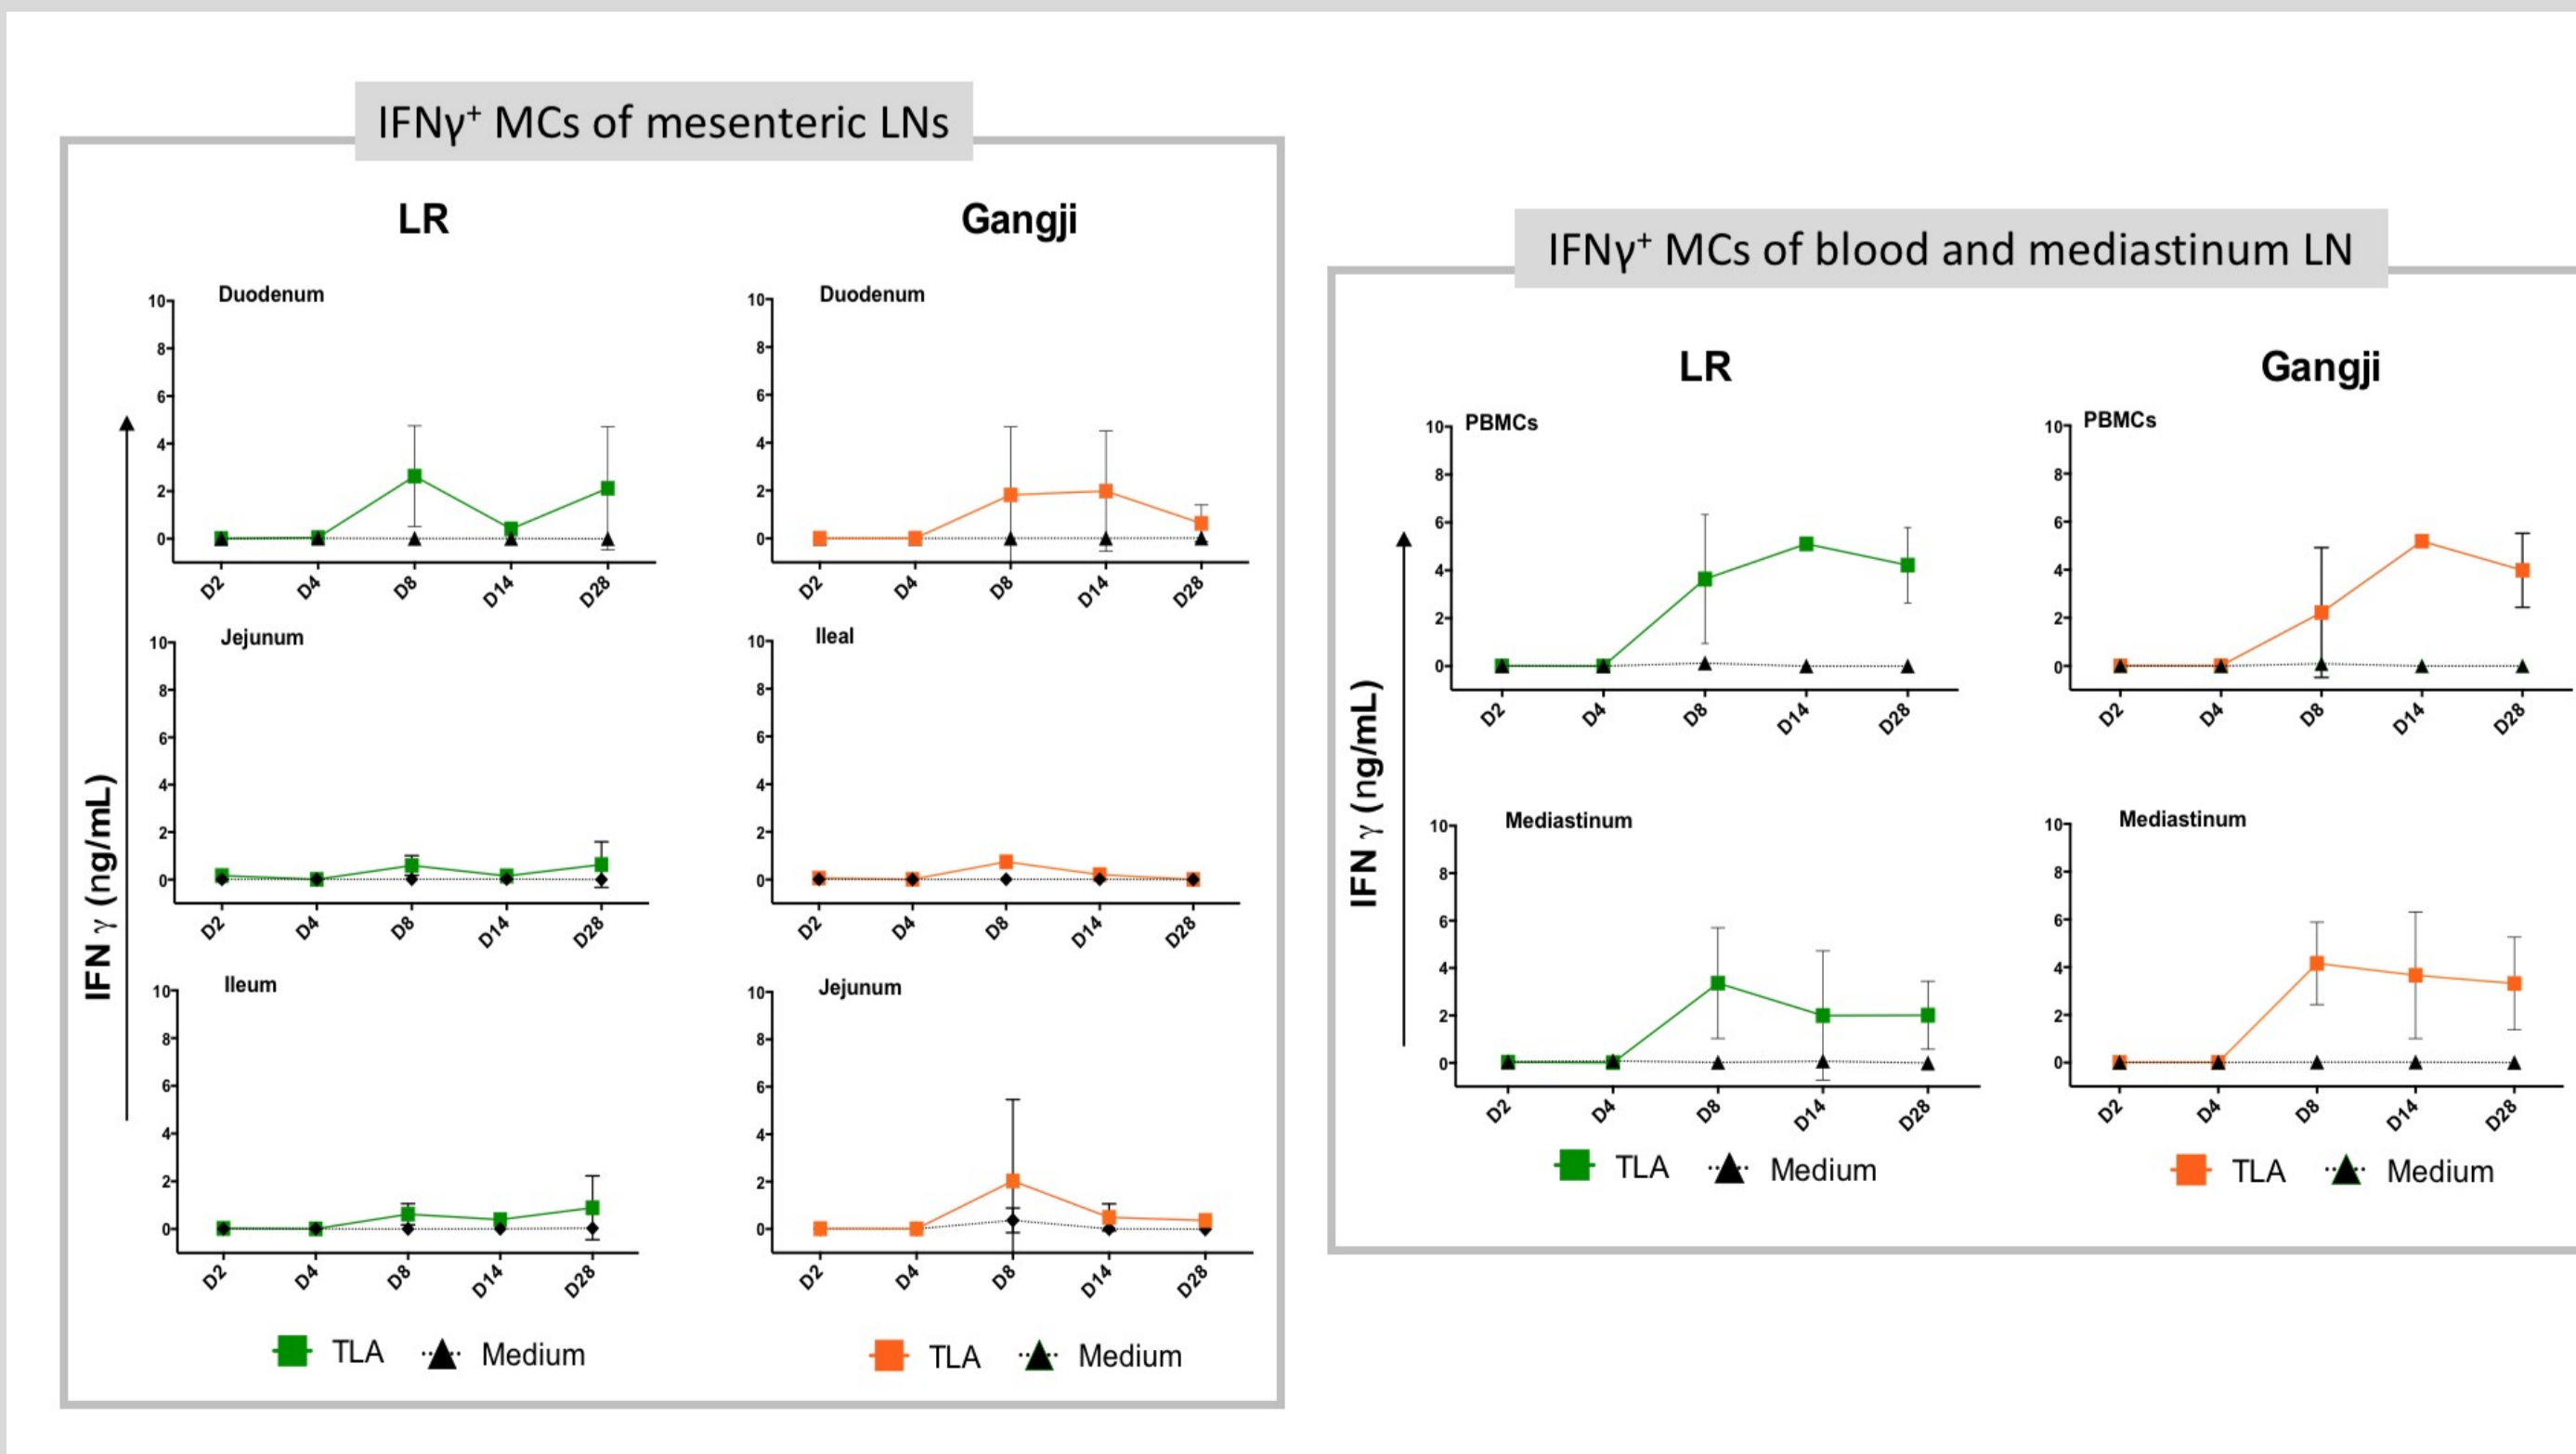 IFNγ⁺ MCs of mesenteric LNs
LR
Gangji
IFN γ (ng/mL)
Duodenum
10
8
6
4
2
0
D2 D4 D8 D14 D28
Duodenum
10
8
6
4
2
0
D2 D4 D8 D14 D28
Jejunum
10
8
6
4
2
0
D2 D4 D8 D14 D28
Ileal
10
8
6
4
2
0
D2 D4 D8 D14 D28
Ileum
10
8
6
4
2
0
D2 D4 D8 D14 D28
Jejunum
10
8
6
4
2
0
D2 D4 D8 D14 D28
TLA Medium
TLA Medium
IFNγ⁺ MCs of blood and mediastinum LN
LR
Gangji
IFN γ (ng/mL)
PBMCs
10
8
6
4
2
0
D2 D4 D8 D14 D28
PBMCs
10
8
6
4
2
0
D2 D4 D8 D14 D28
Mediastinum
10
8
6
4
2
0
D2 D4 D8 D14 D28
Mediastinum
10
8
6
4
2
0
D2 D4 D8 D14 D28
TLA Medium
TLA Medium